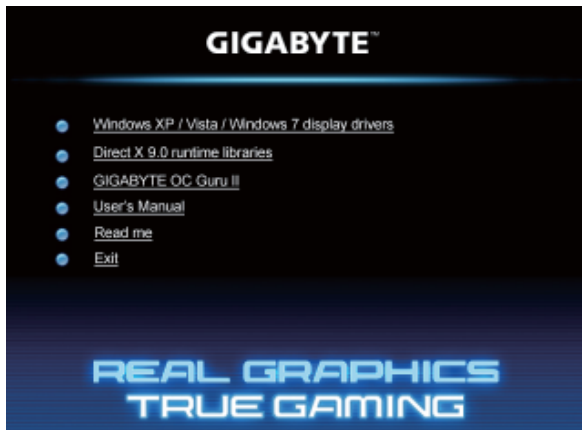 GIGABYTE™
Windows XP / Vista / Windows 7 display drivers
Direct X 9.0 runtime libraries
GIGABYTE OC Guru II
User's Manual
Read me
Exit
REAL GRAPHICS
TRUE GAMING